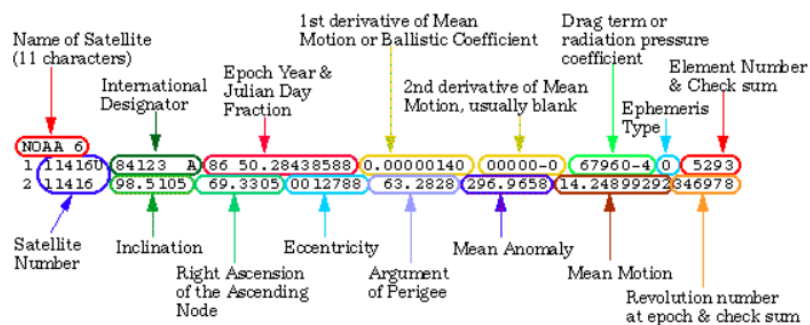 Name of Satellite
(11 characters)
International
Designator
Epoch Year &
Julian Day
Fraction
1st derivative of Mean
Motion or Ballistic Coefficient
2nd derivative of Mean
Motion, usually blank
Drag term or
radiation pressure
coefficient
Ephemeris
Type
Element Number
& Check sum
NOAA 6
1 11416U 84123 A 86 50.28438588 0.00000140 00000-0 67960-4 0 5293
2 11416 98.5105 69.3305 0012788 63.2828 296.9658 14.24899292 346978
Satellite
Number
Inclination
Right Ascension
of the Ascending
Node
Eccentricity
Argument
of Perigee
Mean Anomaly
Mean Motion
Revolution number
at epoch & check sum